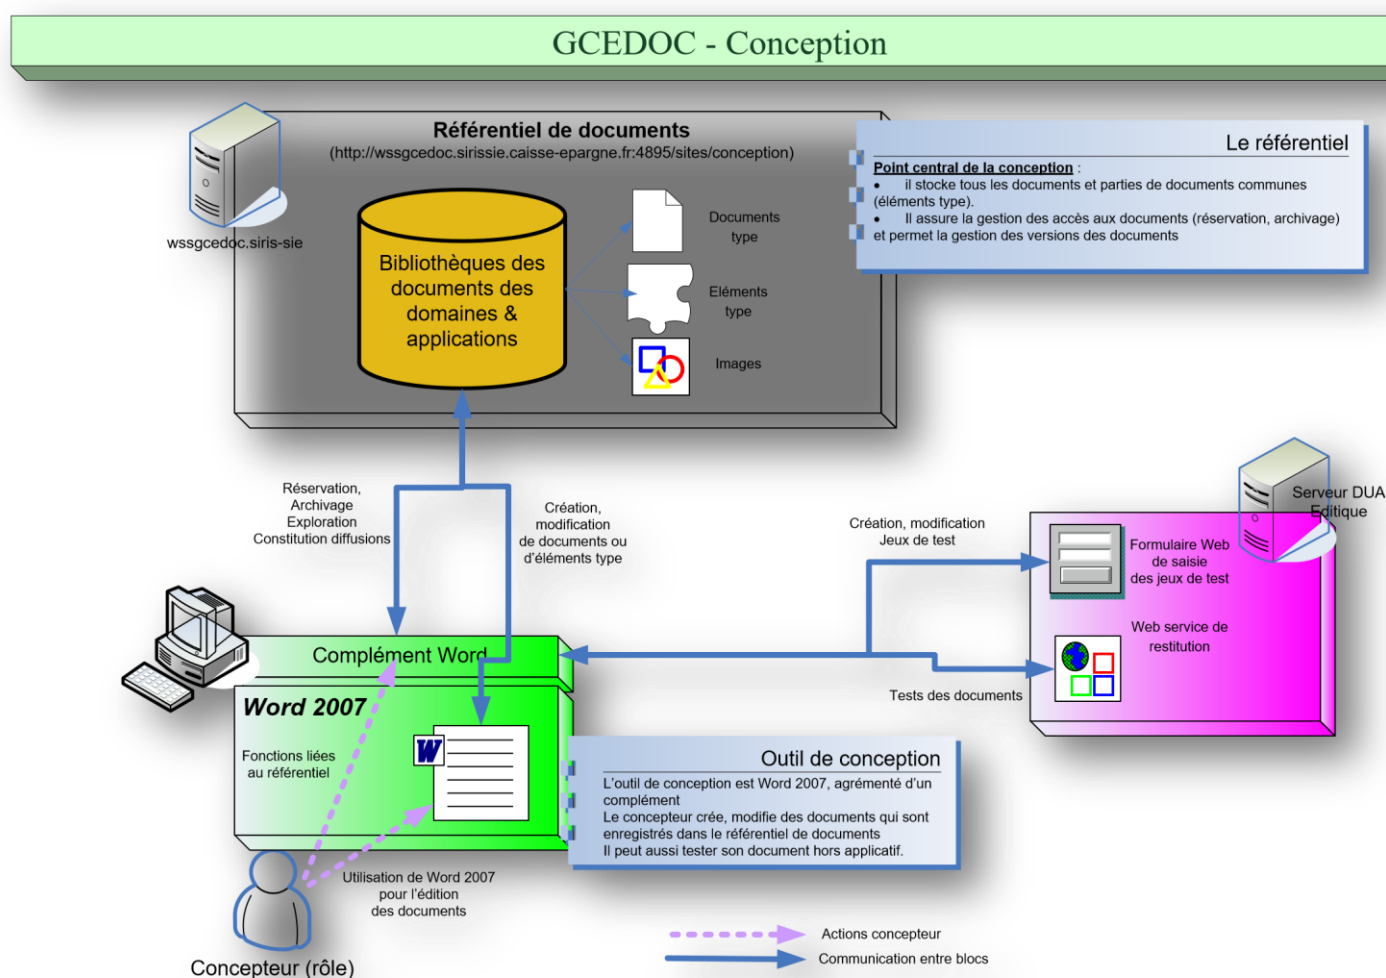 GCEDOC - Conception
Référentiel de documents
(http://wssgcedoc.sirissie.caisse-epargne.fr:4895/sites/conception)
wssgcedoc.siris-sie
Bibliothèques des
documents des
domaines &
applications
Documents
type
Eléments
type
Images
Le référentiel
Point central de la conception :
• il stocke tous les documents et parties de documents communes
(éléments type).
• Il assure la gestion des accès aux documents (réservation, archivage)
et permet la gestion des versions des documents
Réservation,
Archivage
Exploration
Constitution diffusions
Création,
modification
de documents ou
d'éléments type
Création, modification
Jeux de test
Serveur DUA
Editique
Formulaire Web
de saisie
des jeux de test
Web service de
restitution
Tests des documents
Complément Word
Word 2007
Fonctions liées
au référentiel
W
Outil de conception
L'outil de conception est Word 2007, agrémenté d'un
complément
Le concepteur crée, modifie des documents qui sont
enregistrés dans le référentiel de documents
Il peut aussi tester son document hors applicatif.
Utilisation de Word 2007
pour l'édition
des documents
Concepteur (rôle)
Actions concepteur
Communication entre blocs